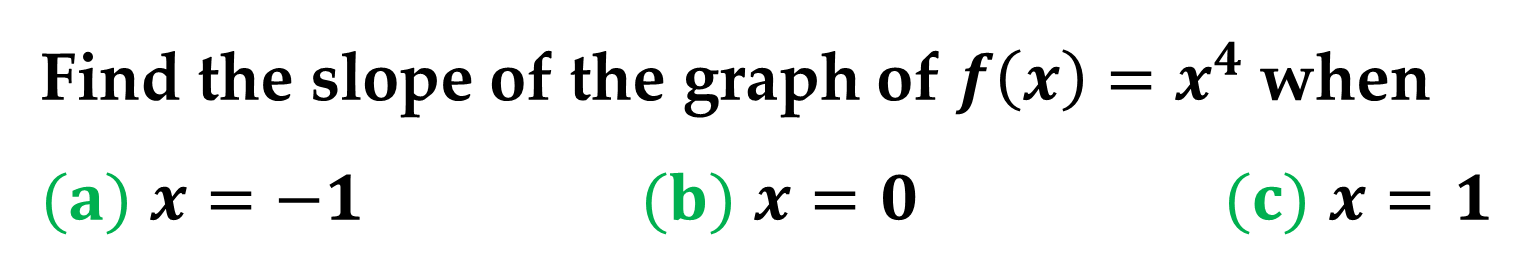 Find the slope of the graph of f(x) = x⁴ when
(a) x = −1 (b) x = 0 (c) x = 1